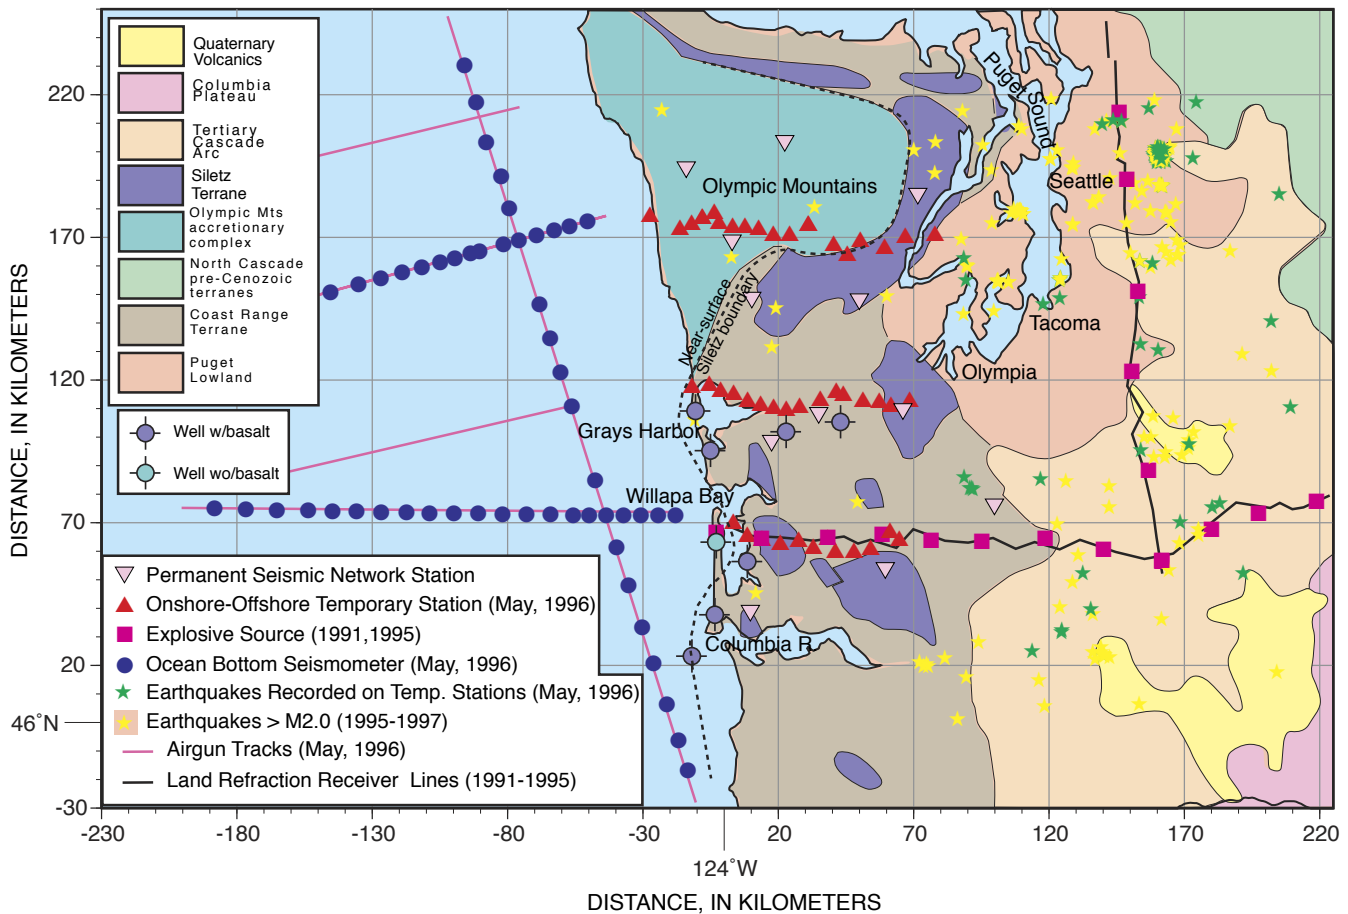 Quaternary
Volcanics
Columbia
Plateau
Tertiary
Cascade
Arc
Siletz
Terrane
Olympic Mts
accretionary
complex
North Cascade
pre-Cenozoic
terranes
Coast Range
Terrane
Puget
Lowland
Well w/basalt
Well wo/basalt
Permanent Seismic Network Station
Onshore-Offshore Temporary Station (May, 1996)
Explosive Source (1991,1995)
Ocean Bottom Seismometer (May, 1996)
Earthquakes Recorded on Temp. Stations (May, 1996)
Earthquakes > M2.0 (1995-1997)
Airgun Tracks (May, 1996)
Land Refraction Receiver Lines (1991-1995)
Puget Sound
Olympic Mountains
Seattle
Near-surface
Siletz boundary
Tacoma
Olympia
Grays Harbor
Willapa Bay
Columbia R.
DISTANCE, IN KILOMETERS
220
170
120
70
20
46°N
-30
-230
-180
-130
-80
-30
20
70
120
170
220
124°W
DISTANCE, IN KILOMETERS